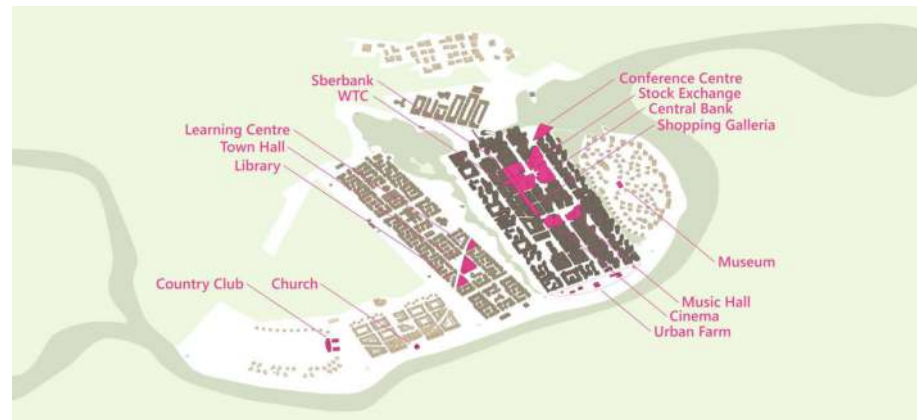 Sberbank
WTC
Learning Centre
Town Hall
Library
Country Club
Church
Conference Centre
Stock Exchange
Central Bank
Shopping Galleria
Museum
Music Hall
Cinema
Urban Farm